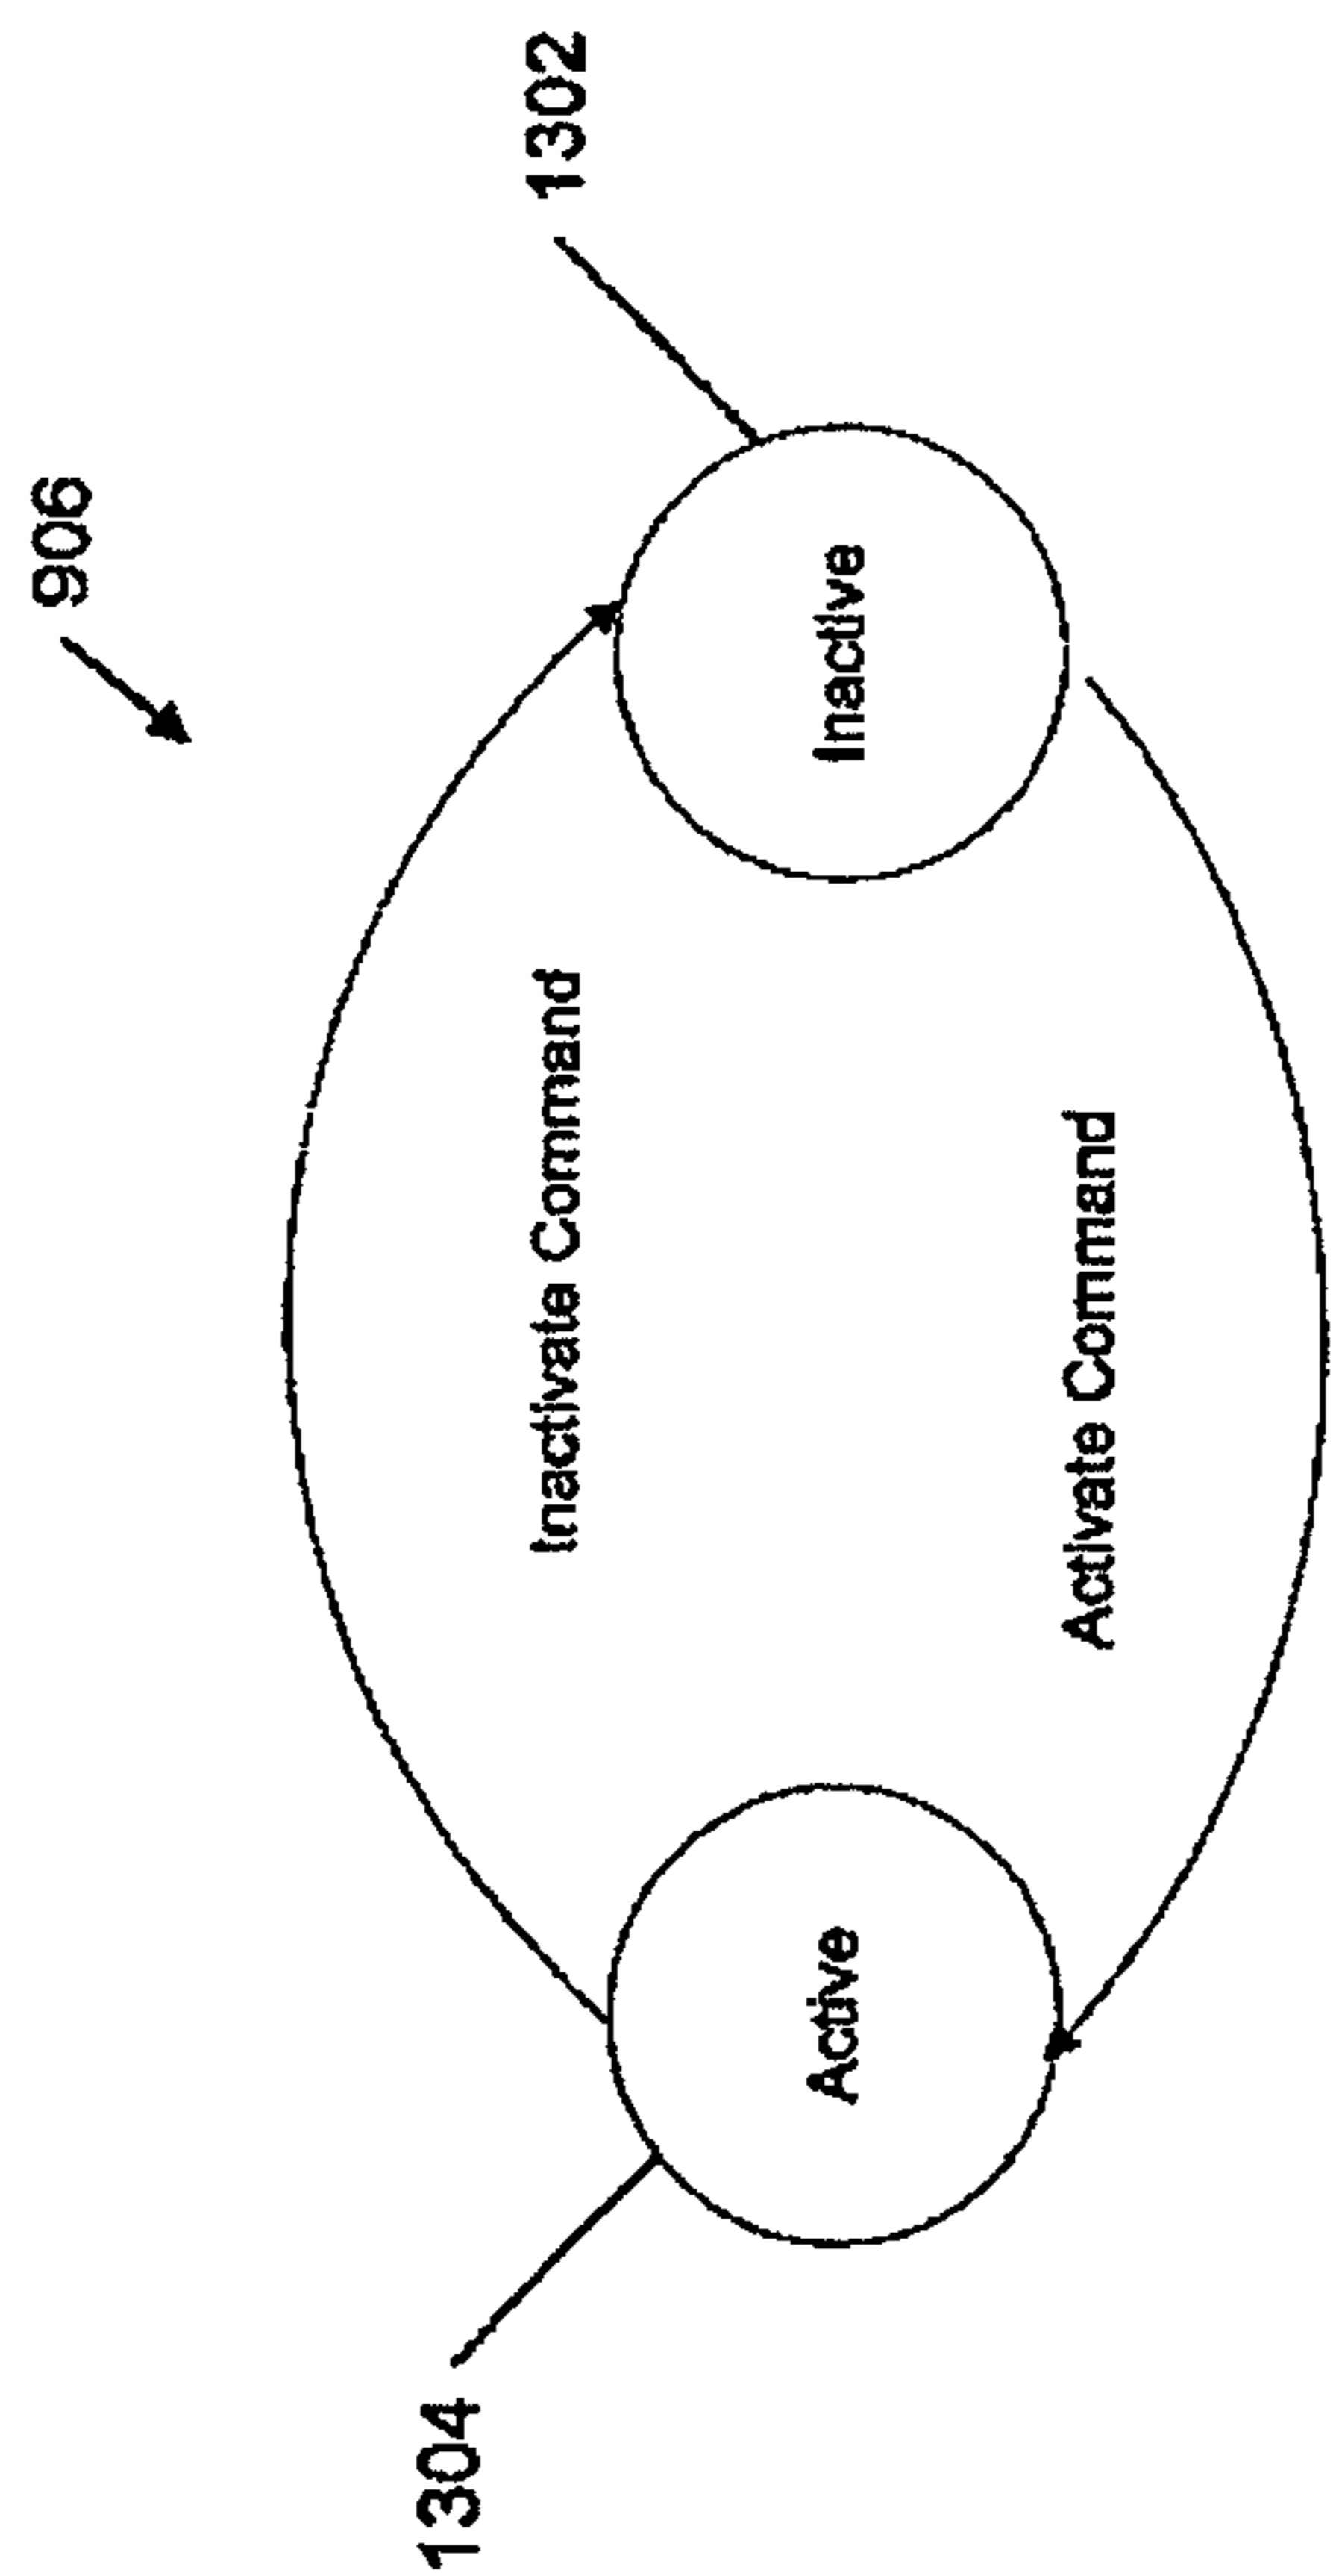 906
1302
Inactivate Command
1304
Active
Inactive
Activate Command